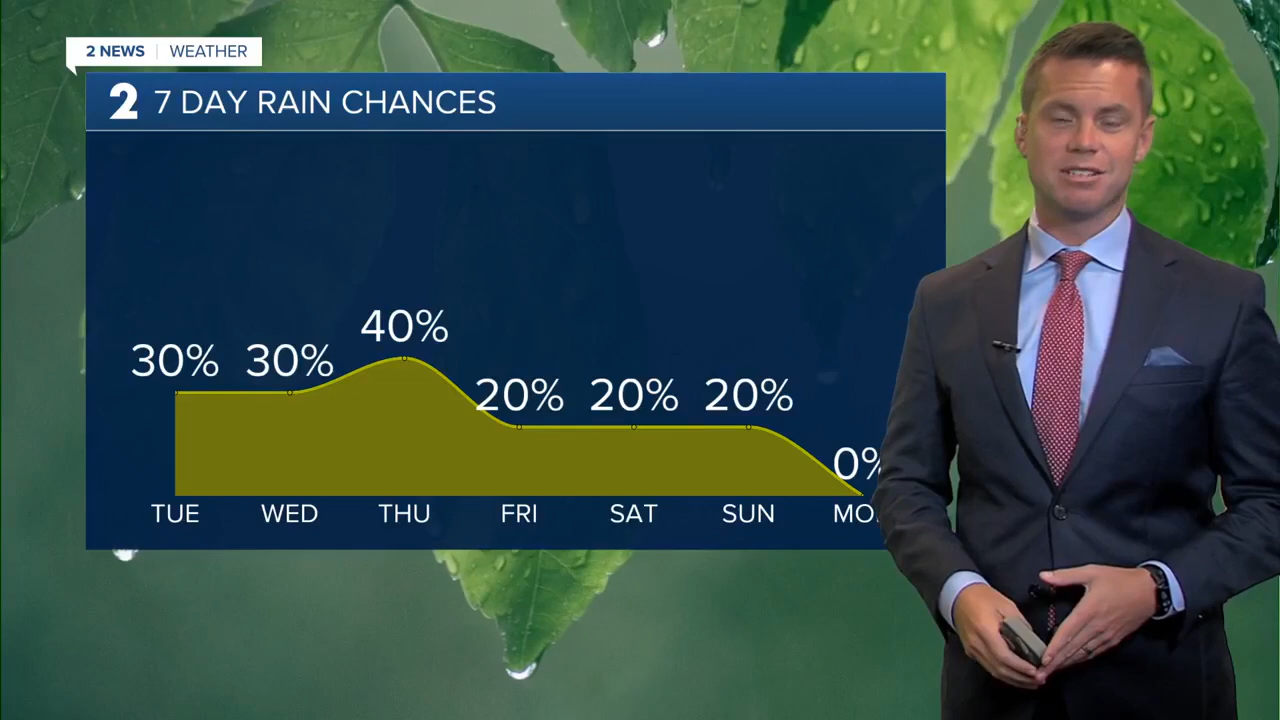 2 NEWS | WEATHER
2 7 DAY RAIN CHANCES
30% 30% 40% 20% 20% 20% 0%
TUE WED THU FRI SAT SUN